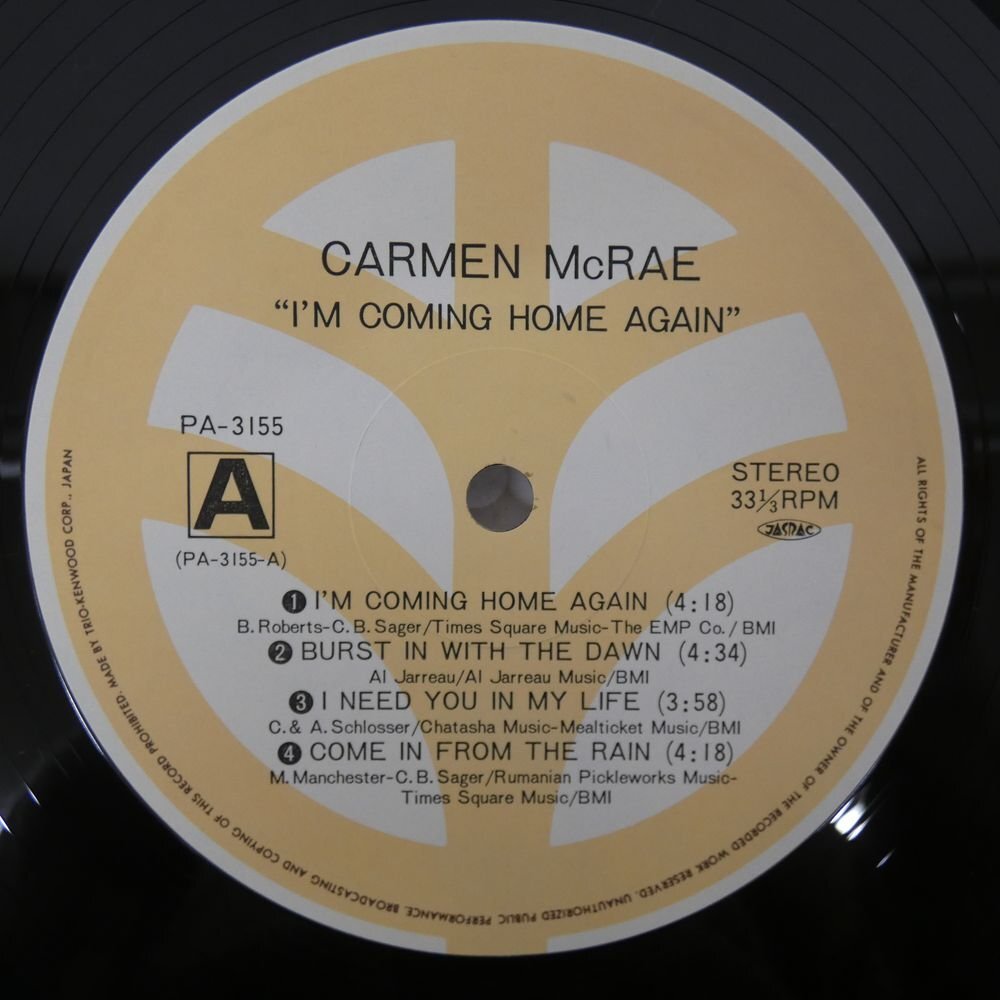 CARMEN McRAE
“I'M COMING HOME AGAIN”
PA-3155
A
(PA-3155-A)
STEREO
33⅓RPM
JASRAC
❶ I'M COMING HOME AGAIN (4:18)
B. Roberts-C. B. Sager/Times Square Music-The EMP Co./BMI
❷ BURST IN WITH THE DAWN (4:34)
Al Jarreau/Al Jarreau Music/BMI
❸ I NEED YOU IN MY LIFE (3:58)
C. & A. Schlosser/Chatasha Music-Mealticket Music/BMI
❹ COME IN FROM THE RAIN (4:18)
M. Manchester-C. B. Sager/Rumanian Pickleworks Music-
Times Square Music/BMI
ALL RIGHTS OF THE MANUFACTURER AND OF THE OWNER OF THE RECORDED WORK RESERVED. UNAUTHORIZED PUBLIC PERFORMANCE, BROADCASTING AND COPYING OF THIS RECORD PROHIBITED. MADE BY TRIO-KENWOOD CORP., JAPAN